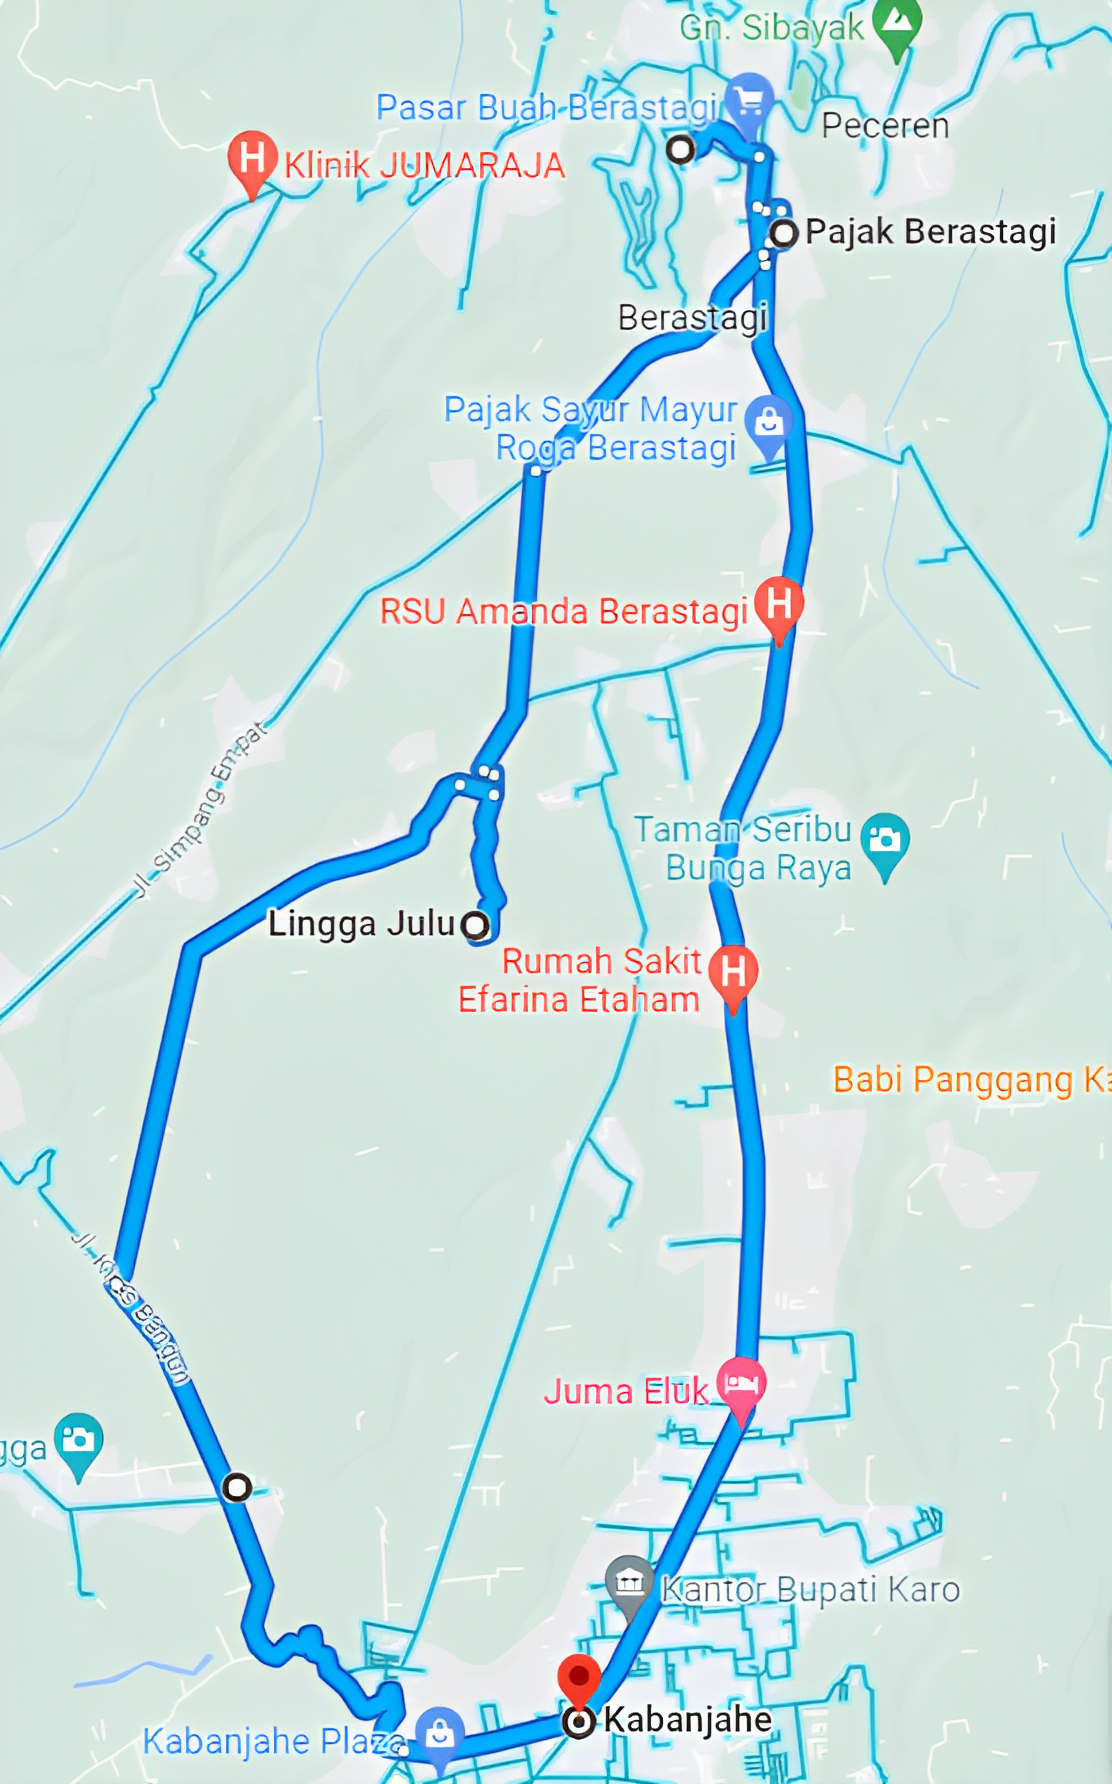 Gn. Sibayak
Pasar Buah Berastagi
Peceren
H Klinik JUMARAJA
Pajak Berastagi
Berastagi
Pajak Sayur Mayur
Roga Berastagi
RSU Amanda Berastagi H
Jl. Simpang Empat
Taman Seribu
Bunga Raya
Lingga Julu
Rumah Sakit H
Efarina Etaham
Babi Panggang Ka
Jl.
Bangun
Juma Eluk
gga
Kantor Bupati Karo
Kabanjahe
Kabanjahe Plaza